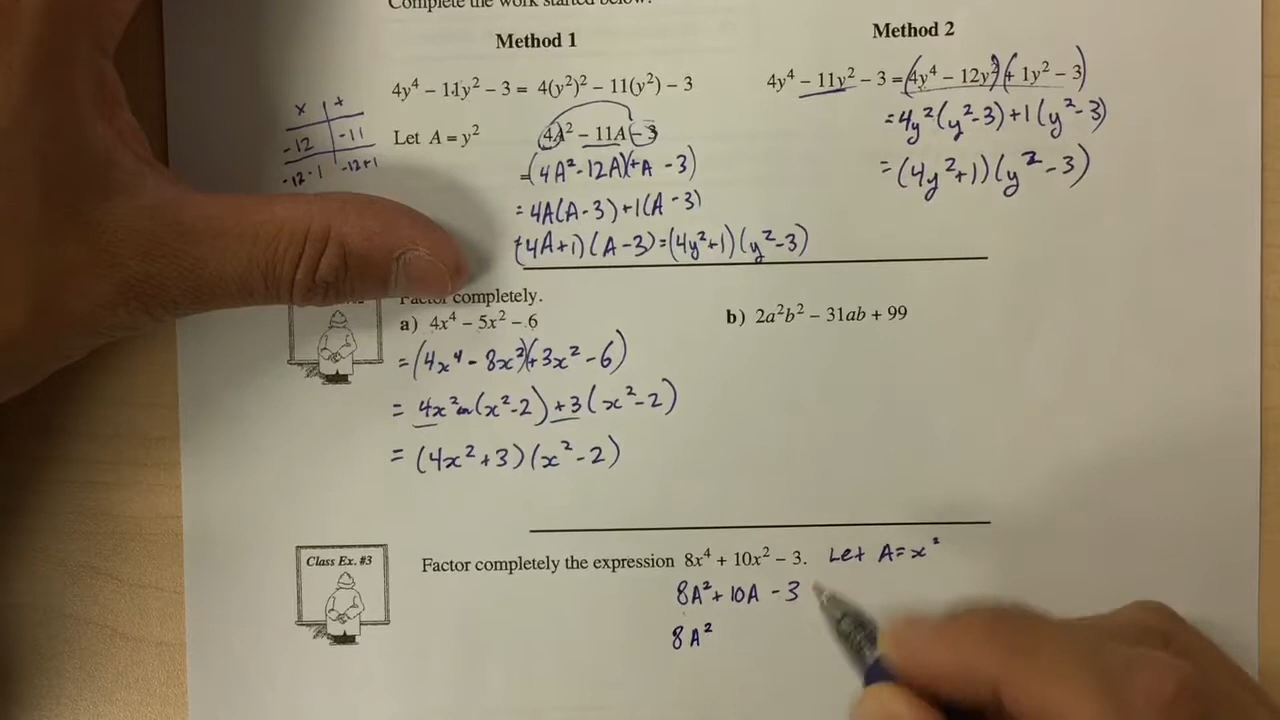 Complete the work started below.
Method 1
4y⁴ − 11y² − 3 = 4(y²)² − 11(y²) − 3
Let A = y²
4A² − 11A − 3
= (4A² - 12A)(+A - 3)
= 4A(A - 3) + 1(A - 3)
(4A + 1)(A - 3) = (4y² + 1)(y² - 3)
x | +
-12 | -11
-12·1 | -12+1
Method 2
4y⁴ − 11y² − 3 = (4y⁴ − 12y²)(+ 1y² − 3)
= 4y²(y² - 3) + 1(y² - 3)
= (4y² + 1)(y² - 3)
Factor completely.
a) 4x⁴ − 5x² − 6
= (4x⁴ - 8x²)(+3x² - 6)
= 4x²(x² - 2) + 3(x² - 2)
= (4x² + 3)(x² - 2)
b) 2a²b² − 31ab + 99
Class Ex. #3
Factor completely the expression 8x⁴ + 10x² − 3. Let A = x²
8A² + 10A - 3
8A²